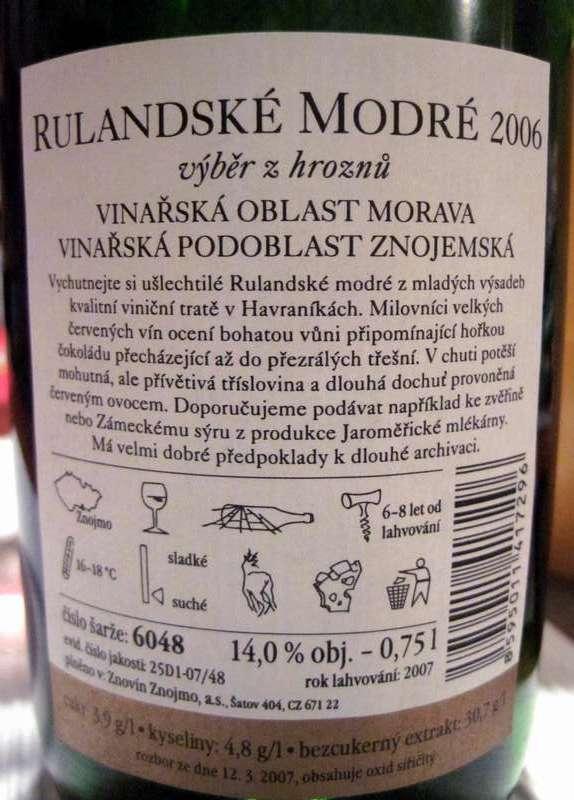 RULANDSKÉ MODRÉ 2006
výběr z hroznů
VINAŘSKÁ OBLAST MORAVA
VINAŘSKÁ PODOBLAST ZNOJEMSKÁ
Vychutnejte si ušlechtilé Rulandské modré z mladých výsadeb
kvalitní viniční tratě v Havraníkách. Milovníci velkých
červených vín ocení bohatou vůni připomínající hořkou
čokoládu přecházející až do přezrálých třešní. V chuti potěší
mohutná, ale přívětivá tříslovina a dlouhá dochuť provoněná
červeným ovocem. Doporučujeme podávat například ke zvěřině
nebo Zámeckému sýru z produkce Jaroměřické mlékárny.
Má velmi dobré předpoklady k dlouhé archivaci.
Znojmo
6–8 let od
lahvování
16–18 °C
sladké
suché
číslo šarže: 6048
14,0 % obj. – 0,75 l
evid. číslo jakosti: 25D1-07/48
rok lahvování: 2007
plněno v: Znovín Znojmo, a.s., Šatov 404, CZ 671 22
cukr: 3,9 g/l • kyseliny: 4,8 g/l • bezcukerný extrakt: 30,7 g/l
rozbor ze dne 12. 3. 2007, obsahuje oxid siřičitý
8595011417296